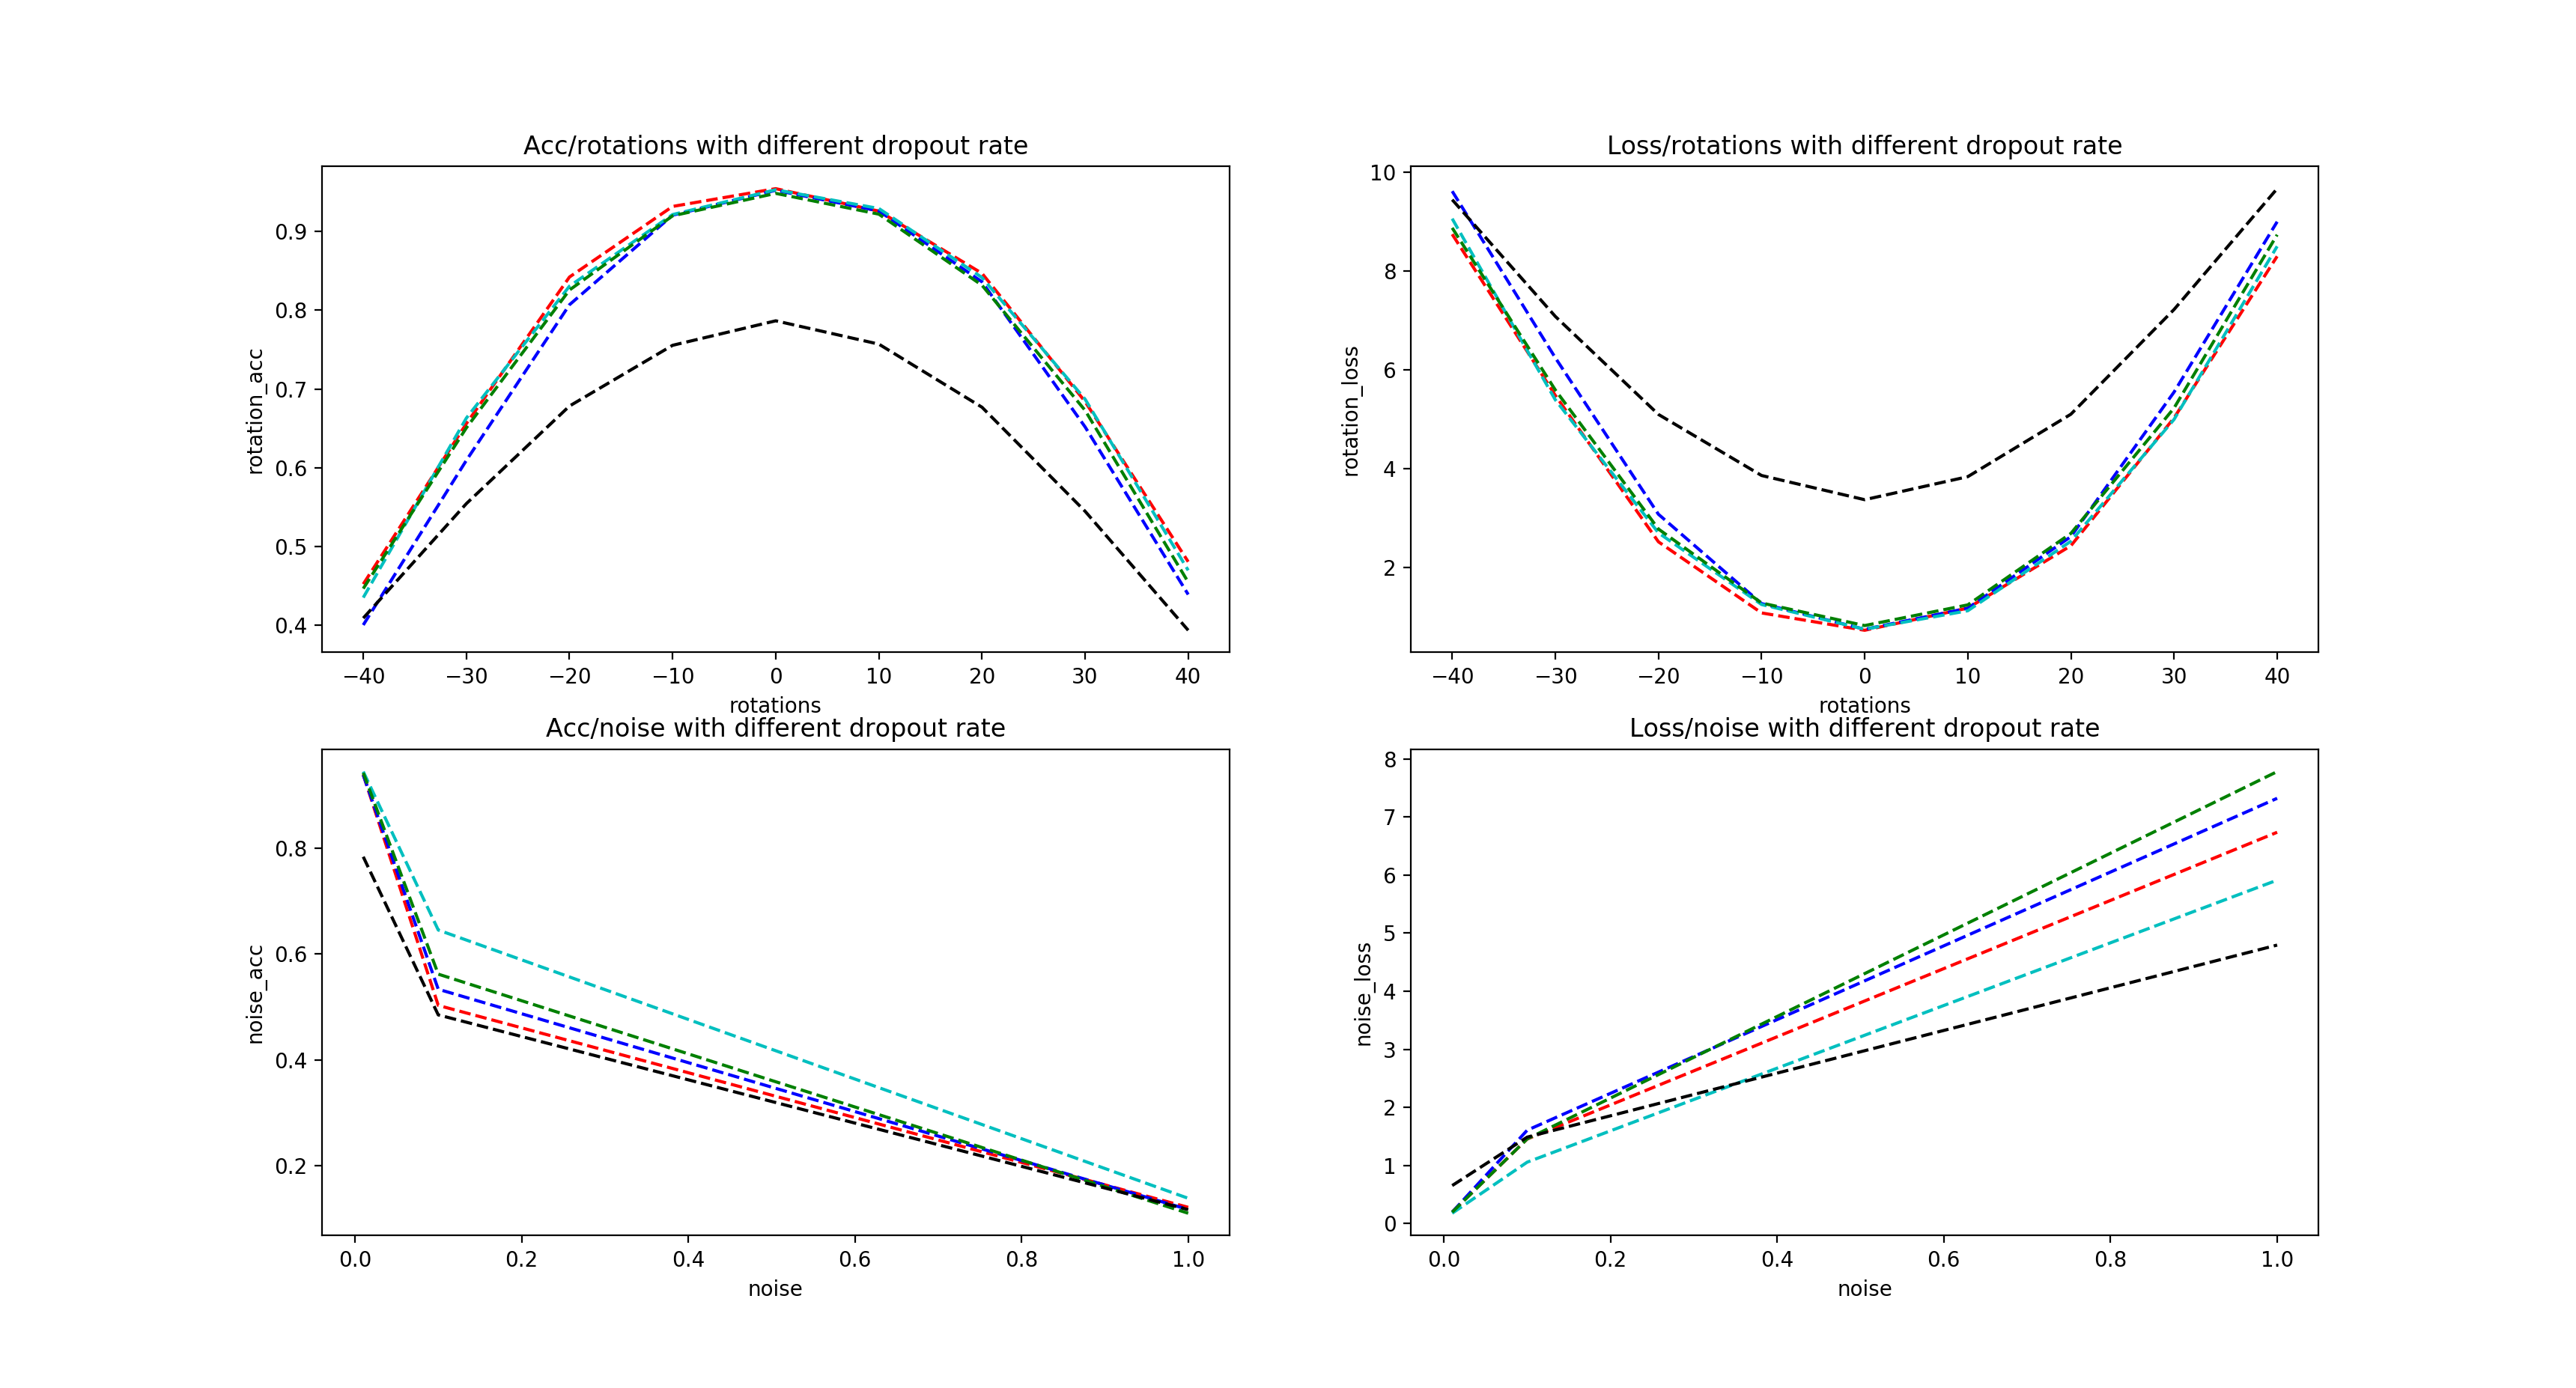 Acc/rotations with different dropout rate
rotation_acc
0.9
0.8
0.7
0.6
0.5
0.4
−40 −30 −20 −10 0 10 20 30 40
rotations
Loss/rotations with different dropout rate
rotation_loss
10
8
6
4
2
−40 −30 −20 −10 0 10 20 30 40
rotations
Acc/noise with different dropout rate
noise_acc
0.8
0.6
0.4
0.2
0.0 0.2 0.4 0.6 0.8 1.0
noise
Loss/noise with different dropout rate
noise_loss
8
7
6
5
4
3
2
1
0
0.0 0.2 0.4 0.6 0.8 1.0
noise